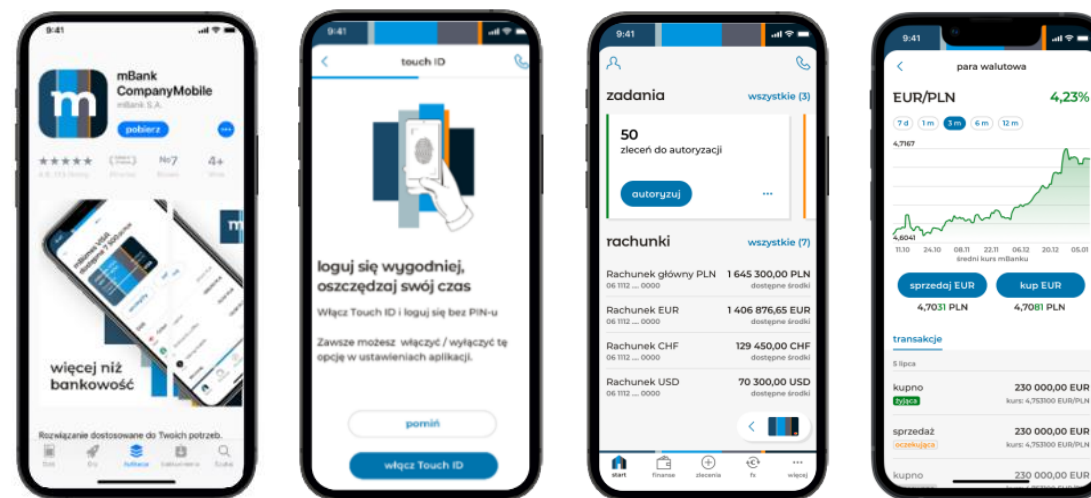 9:41
mBank
CompanyMobile
mBank S.A.
pobierz
No7
4+
więcej niż
bankowość
Rozwiązanie dostosowane do Twoich potrzeb.
Gry
Aplikacje
Szukaj
9:41
touch ID
loguj się wygodniej,
oszczędzaj swój czas
Włącz Touch ID i loguj się bez PIN-u
Zawsze możesz włączyć / wyłączyć tę
opcję w ustawieniach aplikacji.
pomiń
włącz Touch ID
9:41
zadania wszystkie (3)
50
zleceń do autoryzacji
autoryzuj
rachunki wszystkie (7)
Rachunek główny PLN 1 645 300,00 PLN
06 1112 .... 0000 dostępne środki
Rachunek EUR 1 406 876,65 EUR
06 1112 .... 0000 dostępne środki
Rachunek CHF 129 450,00 CHF
06 1112 .... 0000 dostępne środki
Rachunek USD 70 300,00 USD
06 1112 .... 0000 dostępne środki
start finanse zlecenia fx więcej
9:41
para walutowa
EUR/PLN 4,23%
7 d 1 m 3 m 6 m 12 m
4,7167
4,6041
11.10 24.10 08.11 22.11 06.12 20.12 05.01
średni kurs mBanku
sprzedaj EUR kup EUR
4,7031 PLN 4,7081 PLN
transakcje
5 lipca
kupno 230 000,00 EUR
żyjąca kurs: 4,753100 EUR/PLN
sprzedaż 230 000,00 EUR
oczekująca kurs: 4,753100 EUR/PLN
kupno 230 000,00 EUR